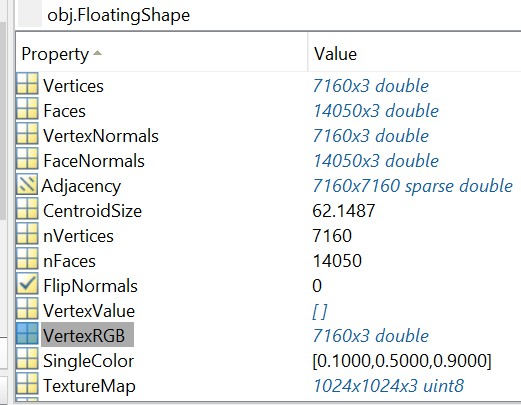 obj.FloatingShape
Property Value
Vertices 7160x3 double
Faces 14050x3 double
VertexNormals 7160x3 double
FaceNormals 14050x3 double
Adjacency 7160x7160 sparse double
CentroidSize 62.1487
nVertices 7160
nFaces 14050
FlipNormals 0
VertexValue []
VertexRGB 7160x3 double
SingleColor [0.1000,0.5000,0.9000]
TextureMap 1024x1024x3 uint8